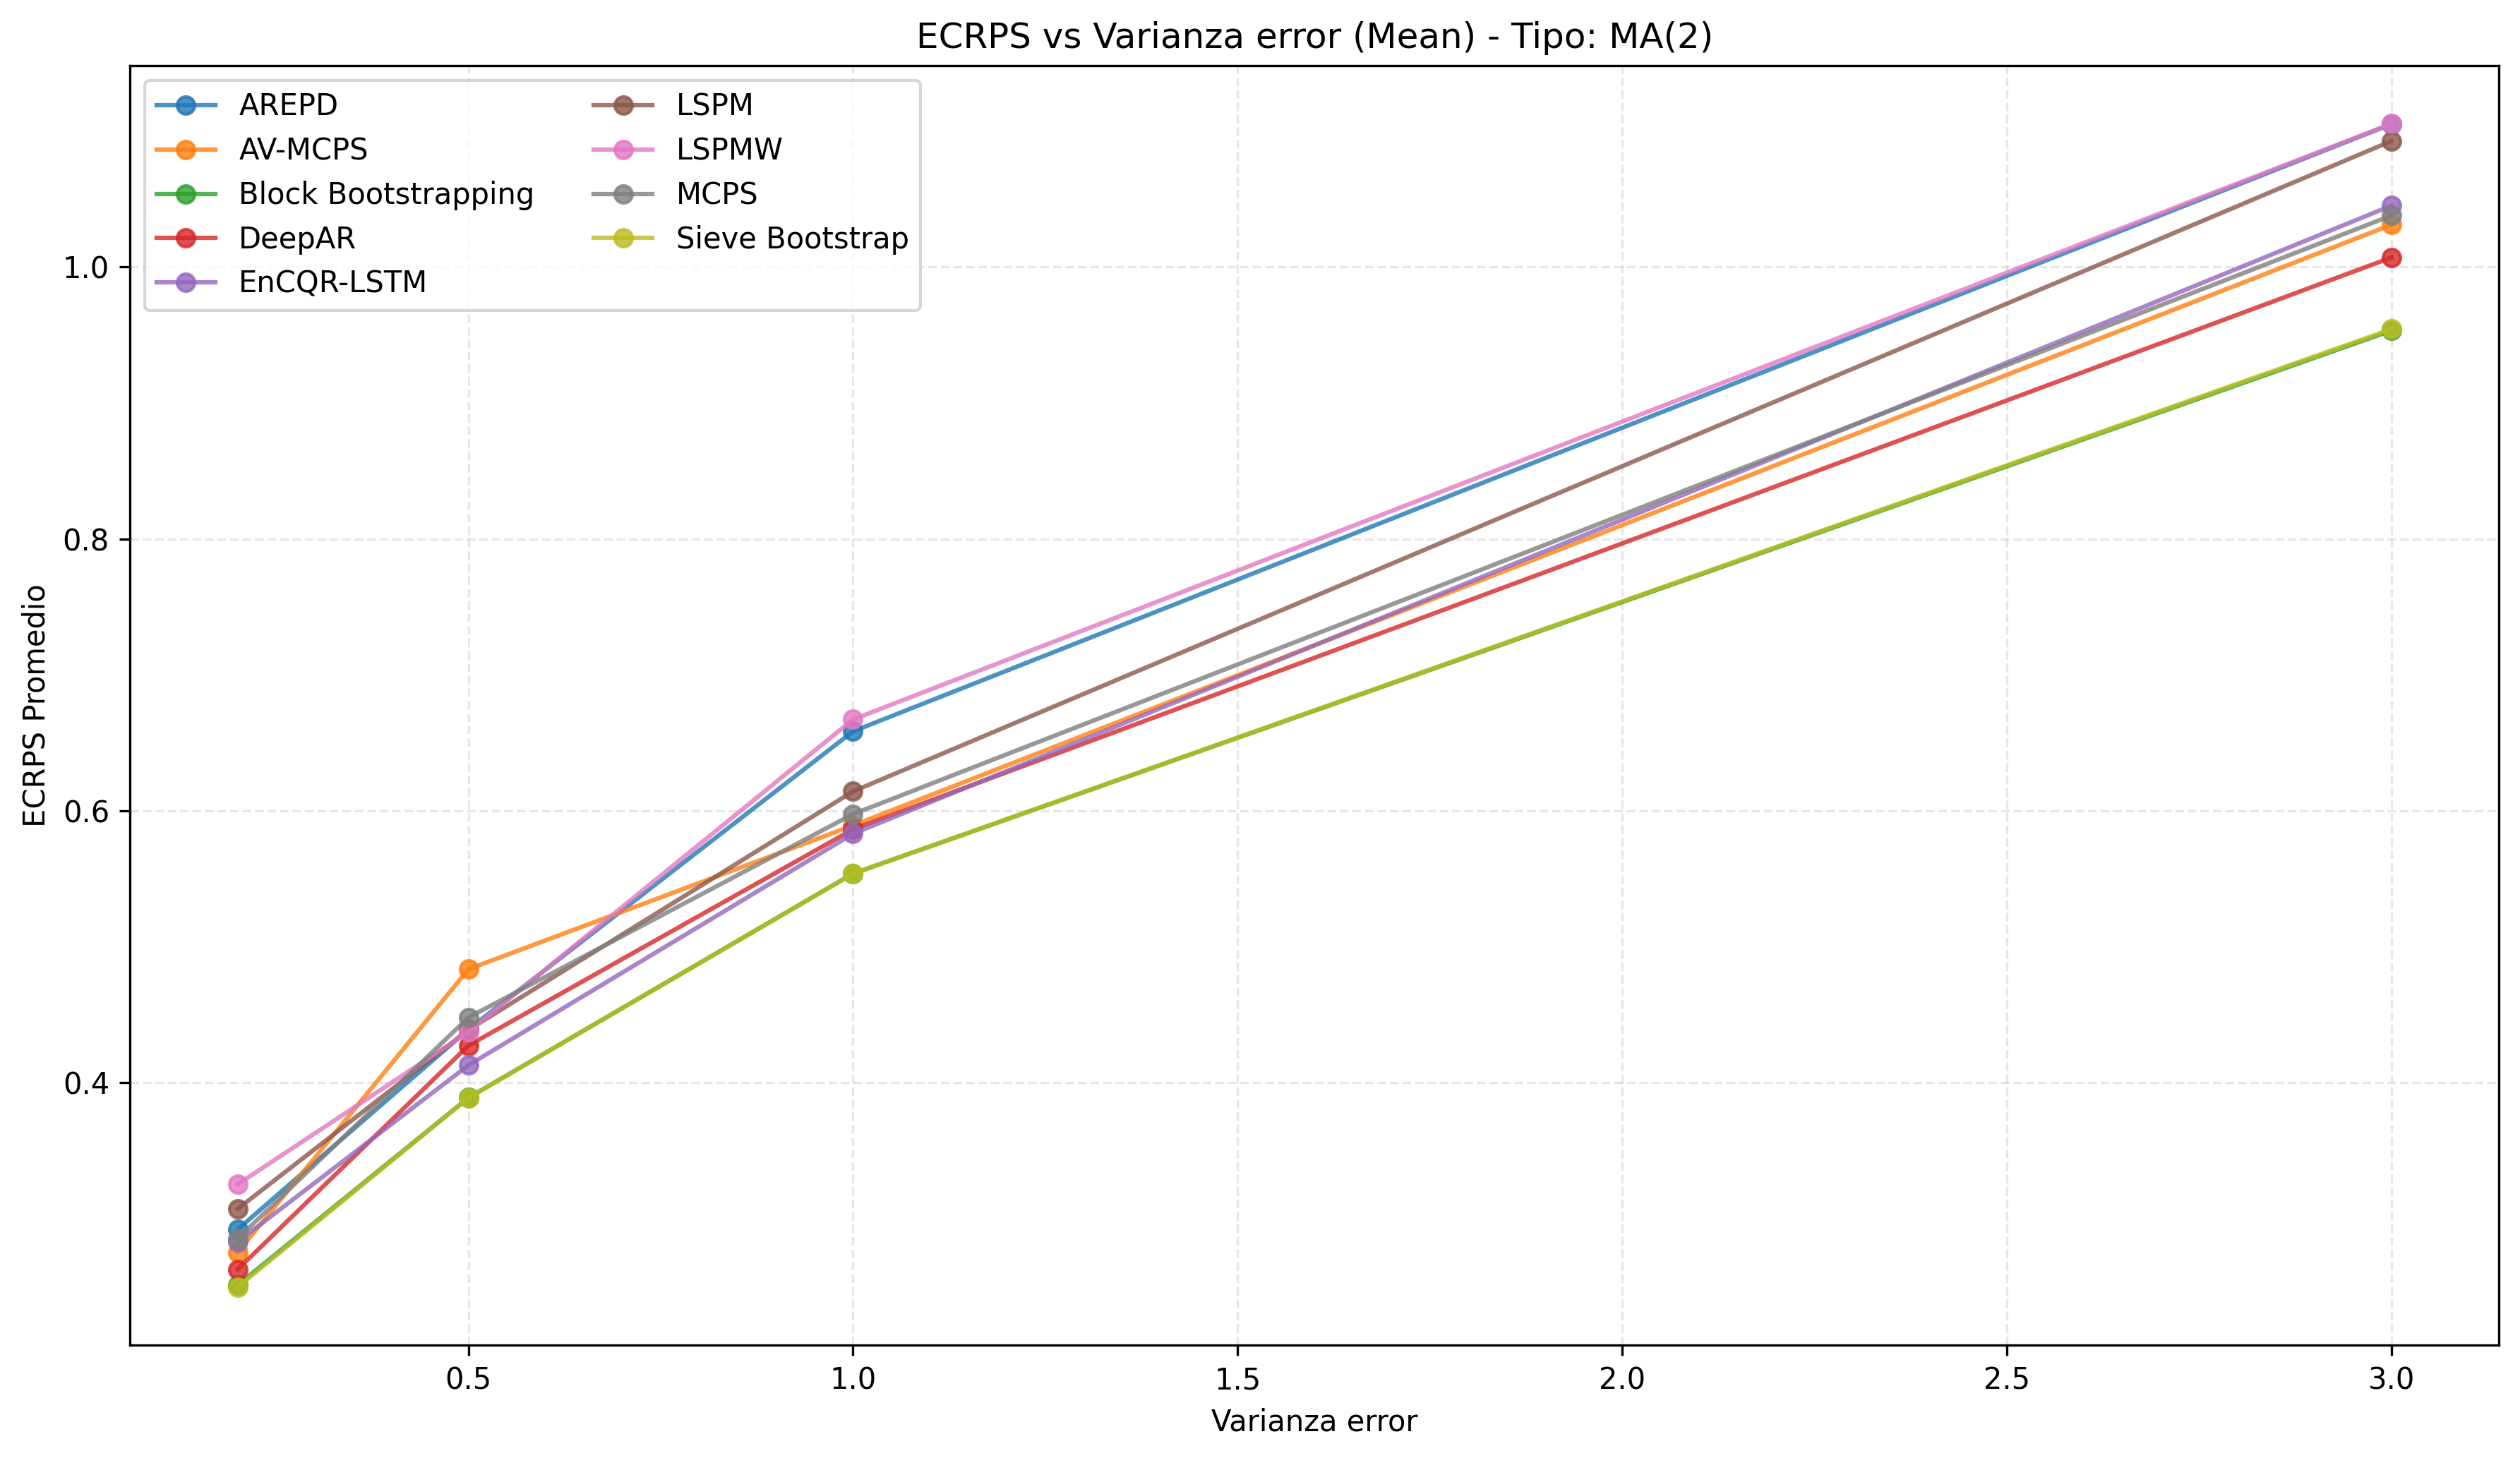 ECRPS vs Varianza error (Mean) - Tipo: MA(2)
AREPD
AV-MCPS
Block Bootstrapping
DeepAR
EnCQR-LSTM
LSPM
LSPMW
MCPS
Sieve Bootstrap
ECRPS Promedio
1.0
0.8
0.6
0.4
0.5
1.0
1.5
2.0
2.5
3.0
Varianza error